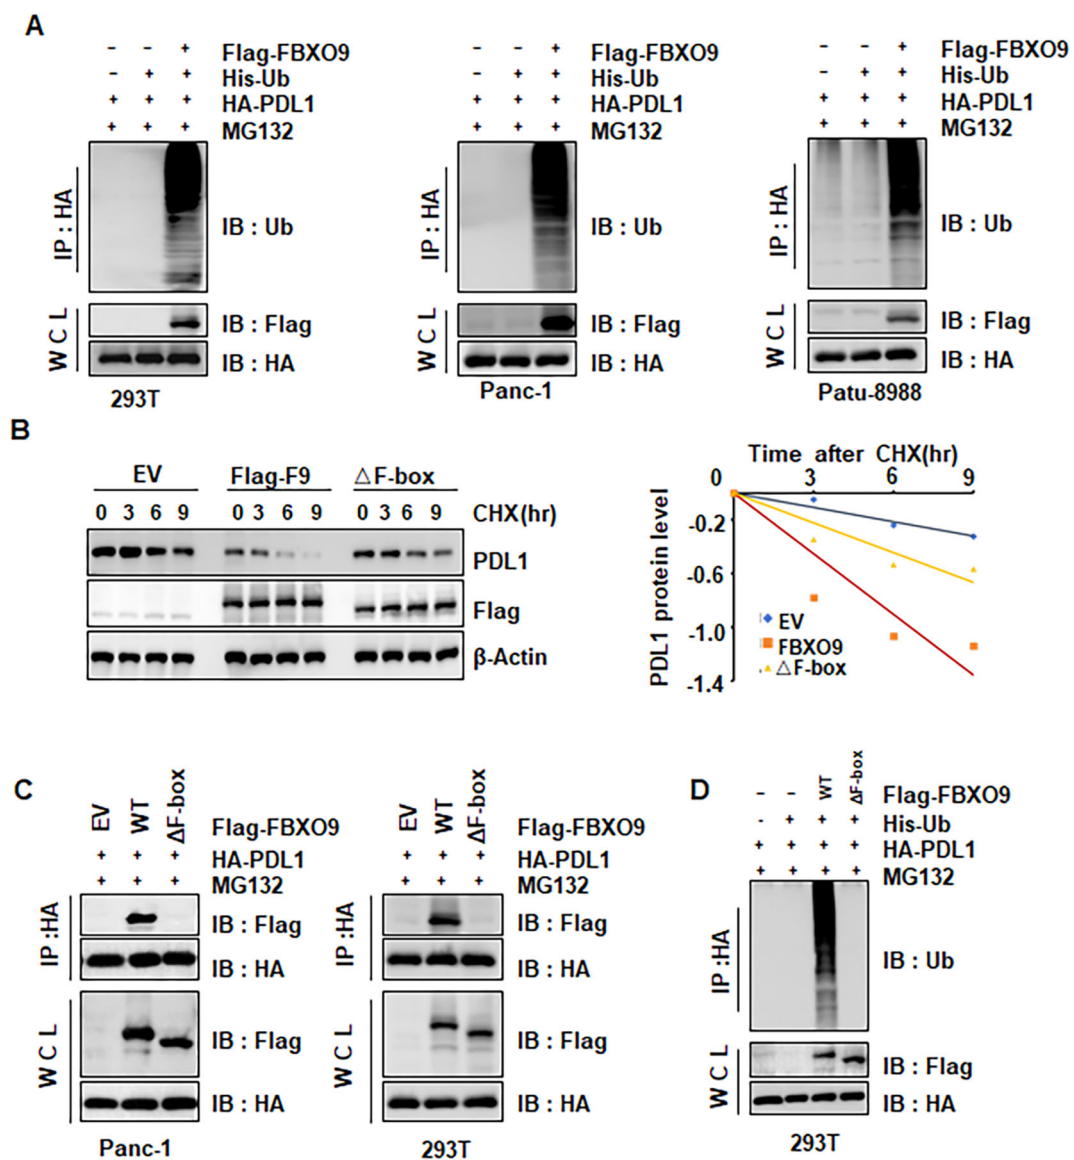 A
- - + Flag-FBXO9
- + + His-Ub
+ + + HA-PDL1
+ + + MG132
IP : HA
IB : Ub
W C L
IB : Flag
IB : HA
293T
- - + Flag-FBXO9
- + + His-Ub
+ + + HA-PDL1
+ + + MG132
IP : HA
IB : Ub
W C L
IB : Flag
IB : HA
Panc-1
- - + Flag-FBXO9
- + + His-Ub
+ + + HA-PDL1
+ + + MG132
IP : HA
IB : Ub
W C L
IB : Flag
IB : HA
Patu-8988
B
EV Flag-F9 △F-box
0 3 6 9 0 3 6 9 0 3 6 9 CHX(hr)
PDL1
Flag
β-Actin
Time after CHX(hr)
0 3 6 9
-0.2
-0.6
-1.0
-1.4
PDL1 protein level
EV
FBXO9
△F-box
C
EV WT ΔF-box Flag-FBXO9
+ + + HA-PDL1
+ + + MG132
IP :HA
IB : Flag
IB : HA
W C L
IB : Flag
IB : HA
Panc-1
EV WT ΔF-box Flag-FBXO9
+ + + HA-PDL1
+ + + MG132
IP :HA
IB : Flag
IB : HA
W C L
IB : Flag
IB : HA
293T
D
- - WT ΔF-box Flag-FBXO9
- + + + His-Ub
+ + + + HA-PDL1
+ + + + MG132
IP :HA
IB : Ub
W C L
IB : Flag
IB : HA
293T